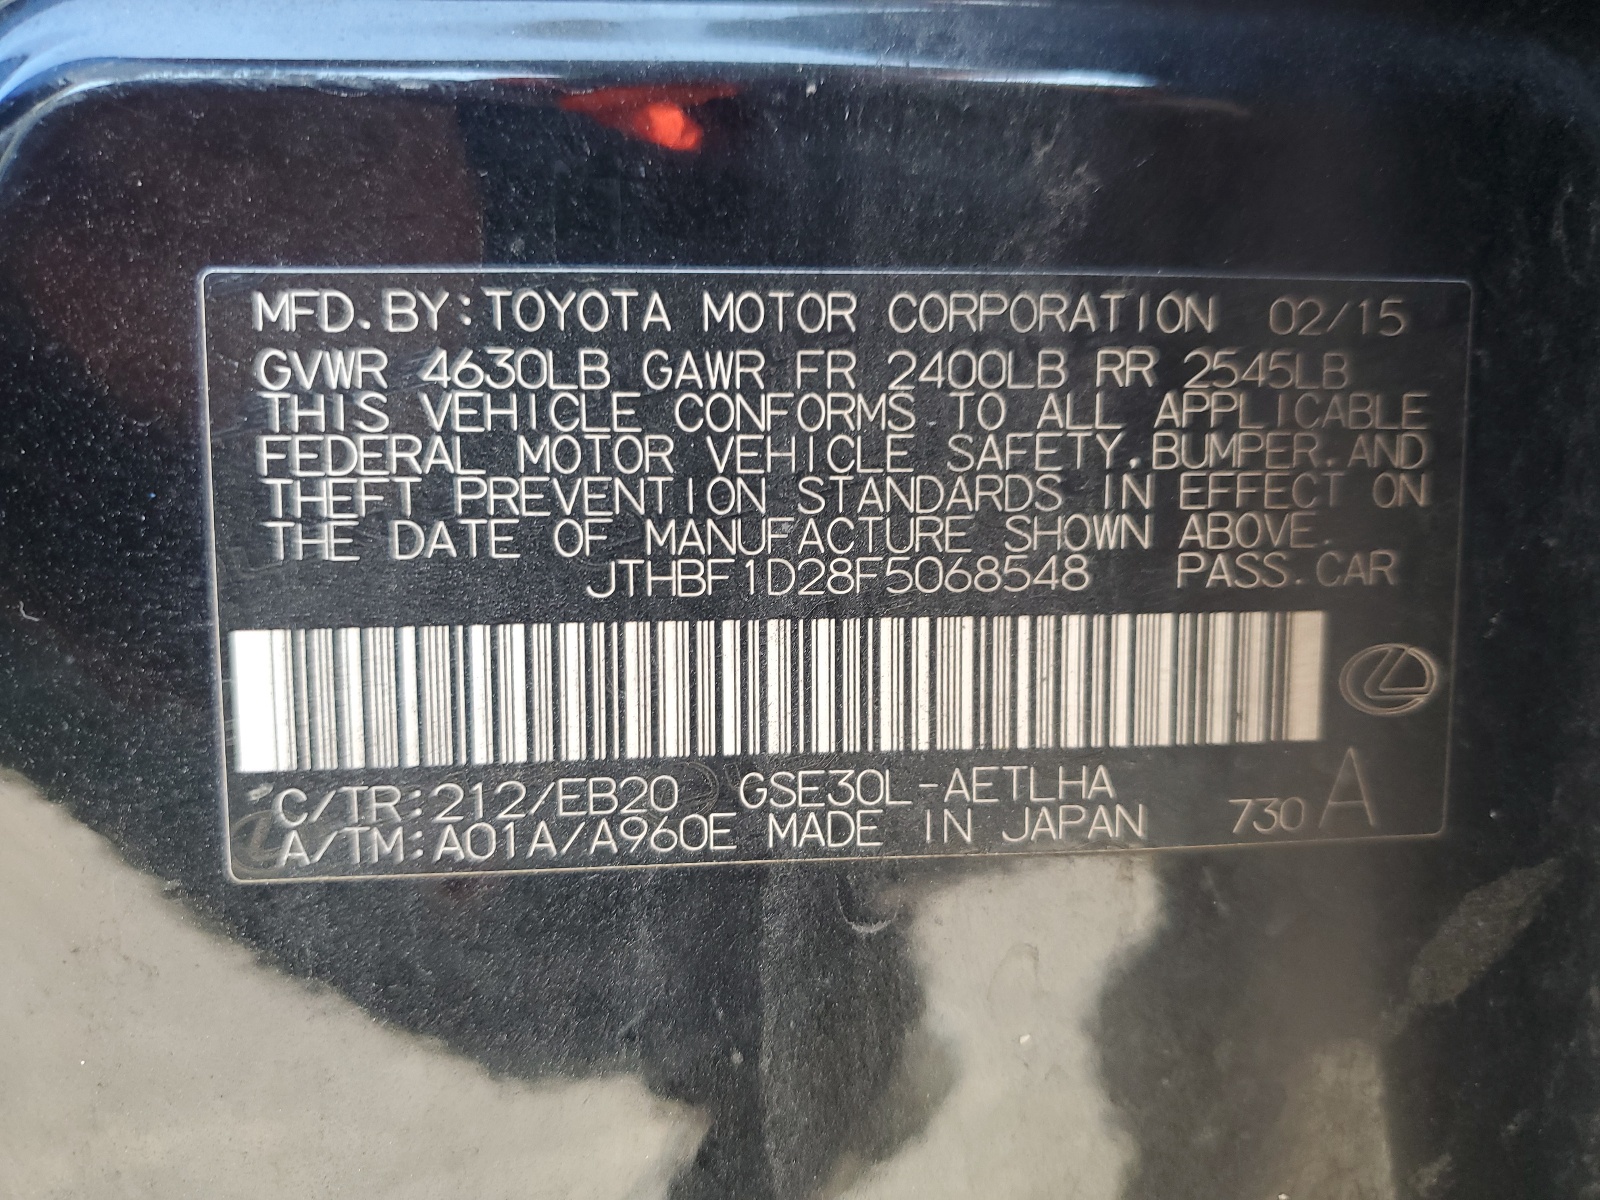 MFD. BY: TOYOTA MOTOR CORPORATION 02/15
GVWR 4630LB GAWR FR 2400LB RR 2545LB
THIS VEHICLE CONFORMS TO ALL APPLICABLE
FEDERAL MOTOR VEHICLE SAFETY, BUMPER, AND
THEFT PREVENTION STANDARDS IN EFFECT ON
THE DATE OF MANUFACTURE SHOWN ABOVE.
JTHBF1D28F5068548 PASS. CAR
C/TR: 212/EB20 GSE30L-AETLHA
A/TM: A01A/A960E MADE IN JAPAN 730 A